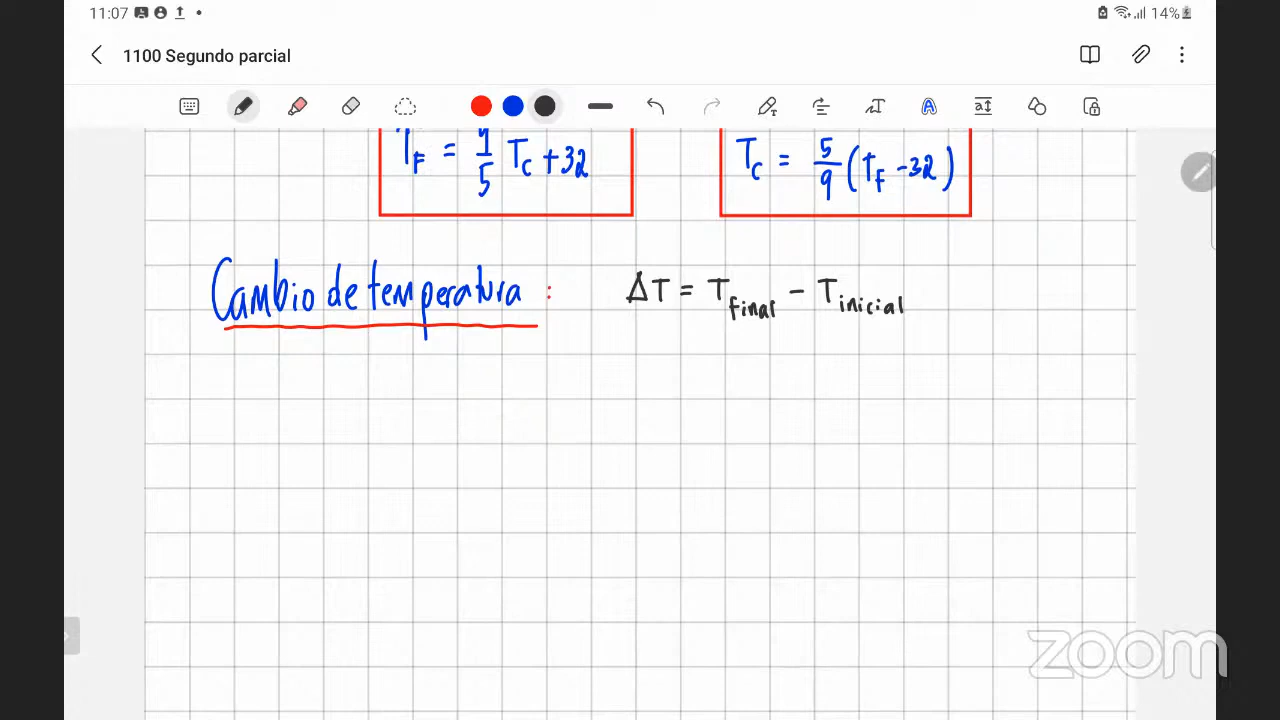 11:07 14%
1100 Segundo parcial
T_F = 9/5 T_C + 32 T_C = 5/9 (T_F - 32)
Cambio de temperatura : ΔT = T_final - T_inicial
zoom